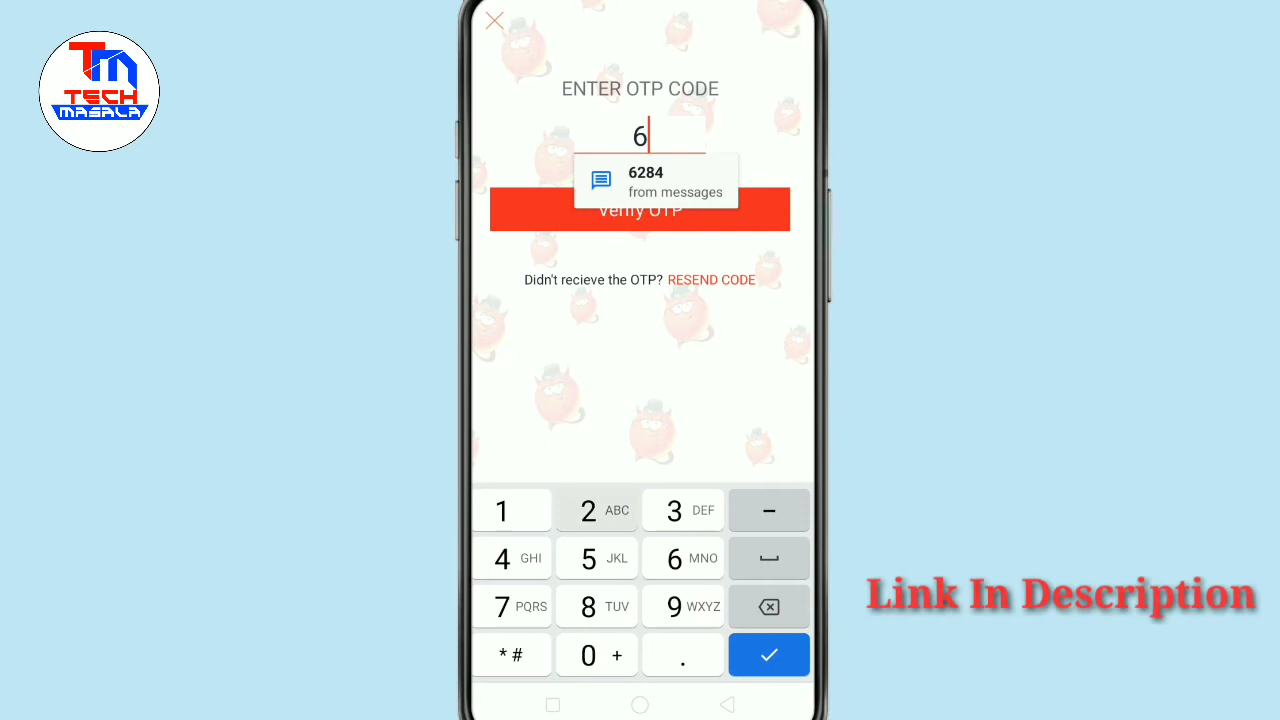 TM
TECH
MASALA
ENTER OTP CODE
6
6284
from messages
Verify OTP
Didn't recieve the OTP? RESEND CODE
1
2 ABC
3 DEF
-
4 GHI
5 JKL
6 MNO
7 PQRS
8 TUV
9 WXYZ
* #
0 +
.
Link In Description